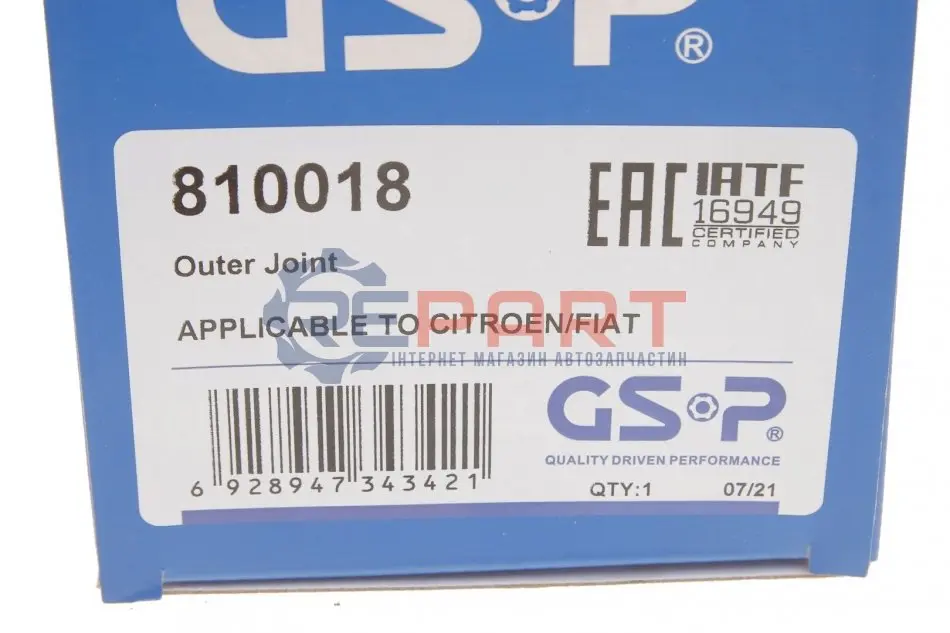 GSP®
810018
EAC IATF
16949
CERTIFIED
COMPANY
Outer Joint
REPART
APPLICABLE TO CITROEN/FIAT
ІНТЕРНЕТ МАГАЗИН АВТОЗАПЧАСТИН
GSP®
QUALITY DRIVEN PERFORMANCE
6 928947 343421
QTY:1 07/21